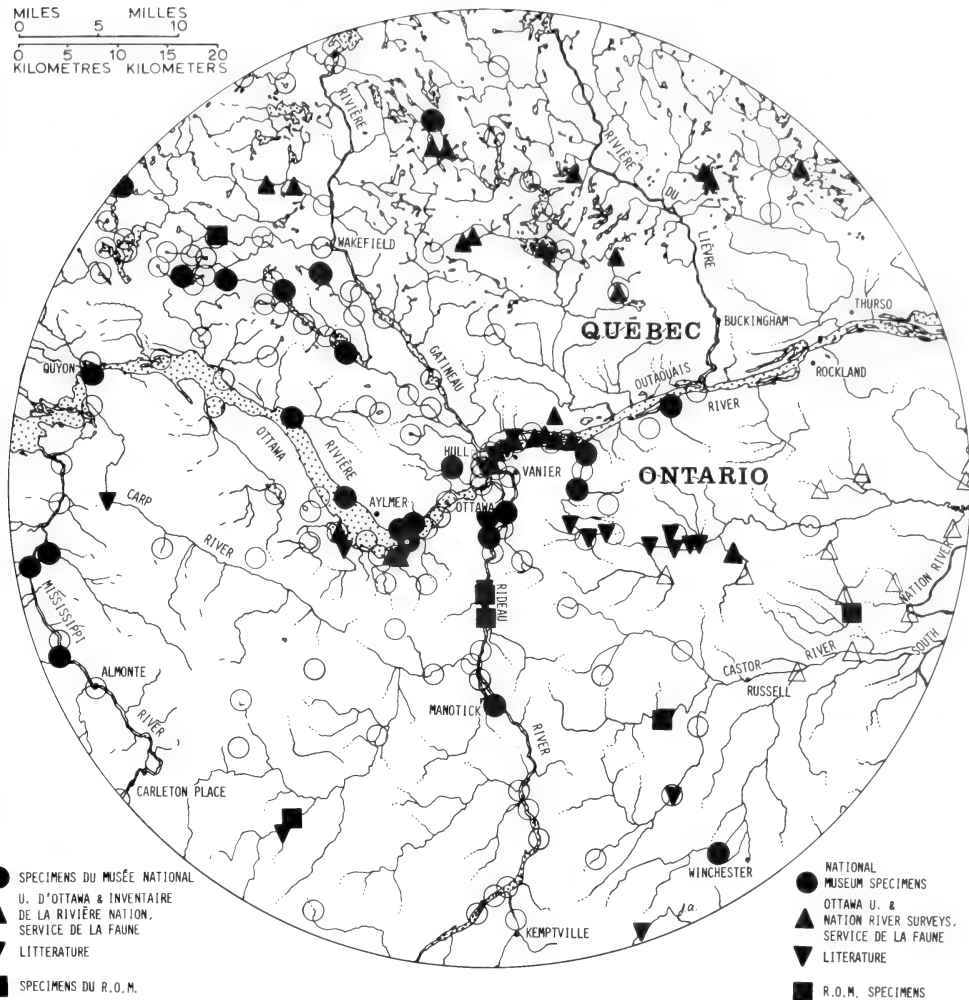 MILES MILLES
0 5 10
0 5 10 15 20
KILOMETRES KILOMETERS
RIVIÈRE
RIVIÈRE
DU
LIÈVRE
WAKEFIELD
THURSO
BUCKINGHAM
QUÉBEC
GATINEAU
QUYON
OUTAOUAIS
ROCKLAND
RIVER
OTTAWA
RIVIÈRE
HULL
VANIER
ONTARIO
AYLMER
OTTAWA
CARP
RIVER
NATION RIVER
RIDEAU
MISSISSIPPI
SOUTH
RIVER
CASTOR
RUSSELL
ALMONTE
MANOTICK
RIVER
RIVER
CARLETON PLACE
WINCHESTER
KEMPTVILLE
SPECIMENS DU MUSÉE NATIONAL
U. D'OTTAWA & INVENTAIRE
DE LA RIVIÈRE NATION,
SERVICE DE LA FAUNE
LITTERATURE
SPECIMENS DU R.O.M.
NATIONAL
MUSEUM SPECIMENS
OTTAWA U. &
NATION RIVER SURVEYS,
SERVICE DE LA FAUNE
LITERATURE
R.O.M. SPECIMENS